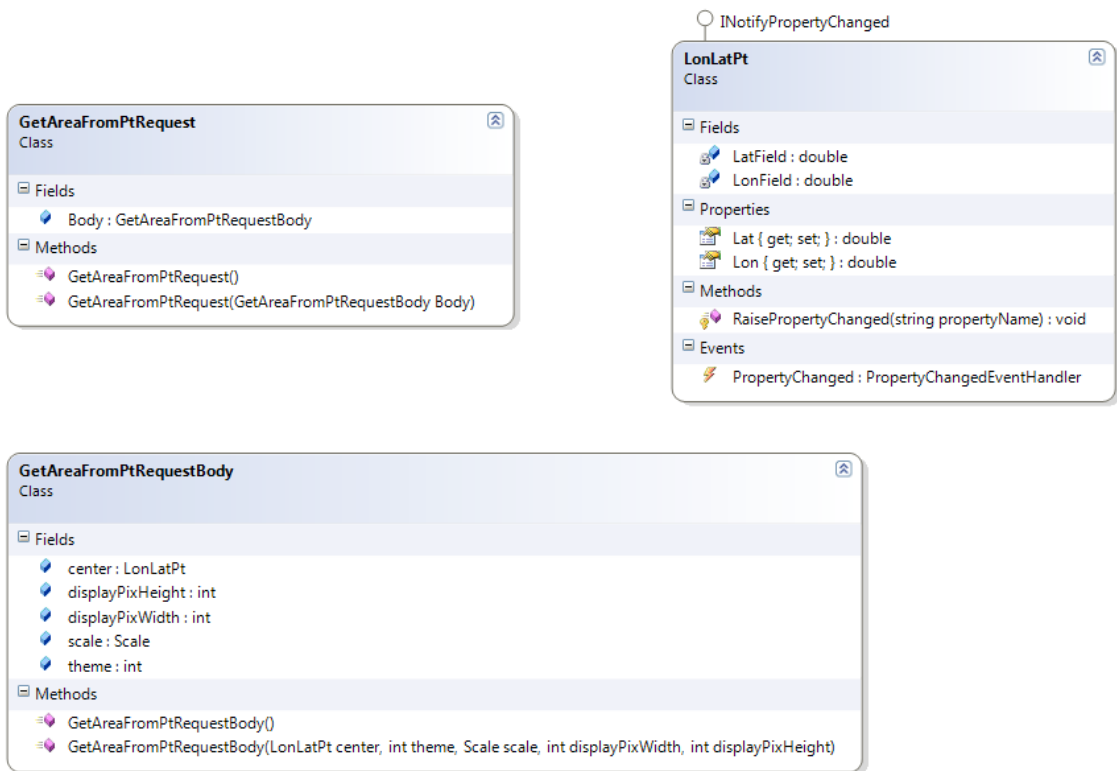 INotifyPropertyChanged
LonLatPt
Class
Fields
LatField : double
LonField : double
Properties
Lat { get; set; } : double
Lon { get; set; } : double
Methods
RaisePropertyChanged(string propertyName) : void
Events
PropertyChanged : PropertyChangedEventHandler
GetAreaFromPtRequest
Class
Fields
Body : GetAreaFromPtRequestBody
Methods
GetAreaFromPtRequest()
GetAreaFromPtRequest(GetAreaFromPtRequestBody Body)
GetAreaFromPtRequestBody
Class
Fields
center : LonLatPt
displayPixHeight : int
displayPixWidth : int
scale : Scale
theme : int
Methods
GetAreaFromPtRequestBody()
GetAreaFromPtRequestBody(LonLatPt center, int theme, Scale scale, int displayPixWidth, int displayPixHeight)